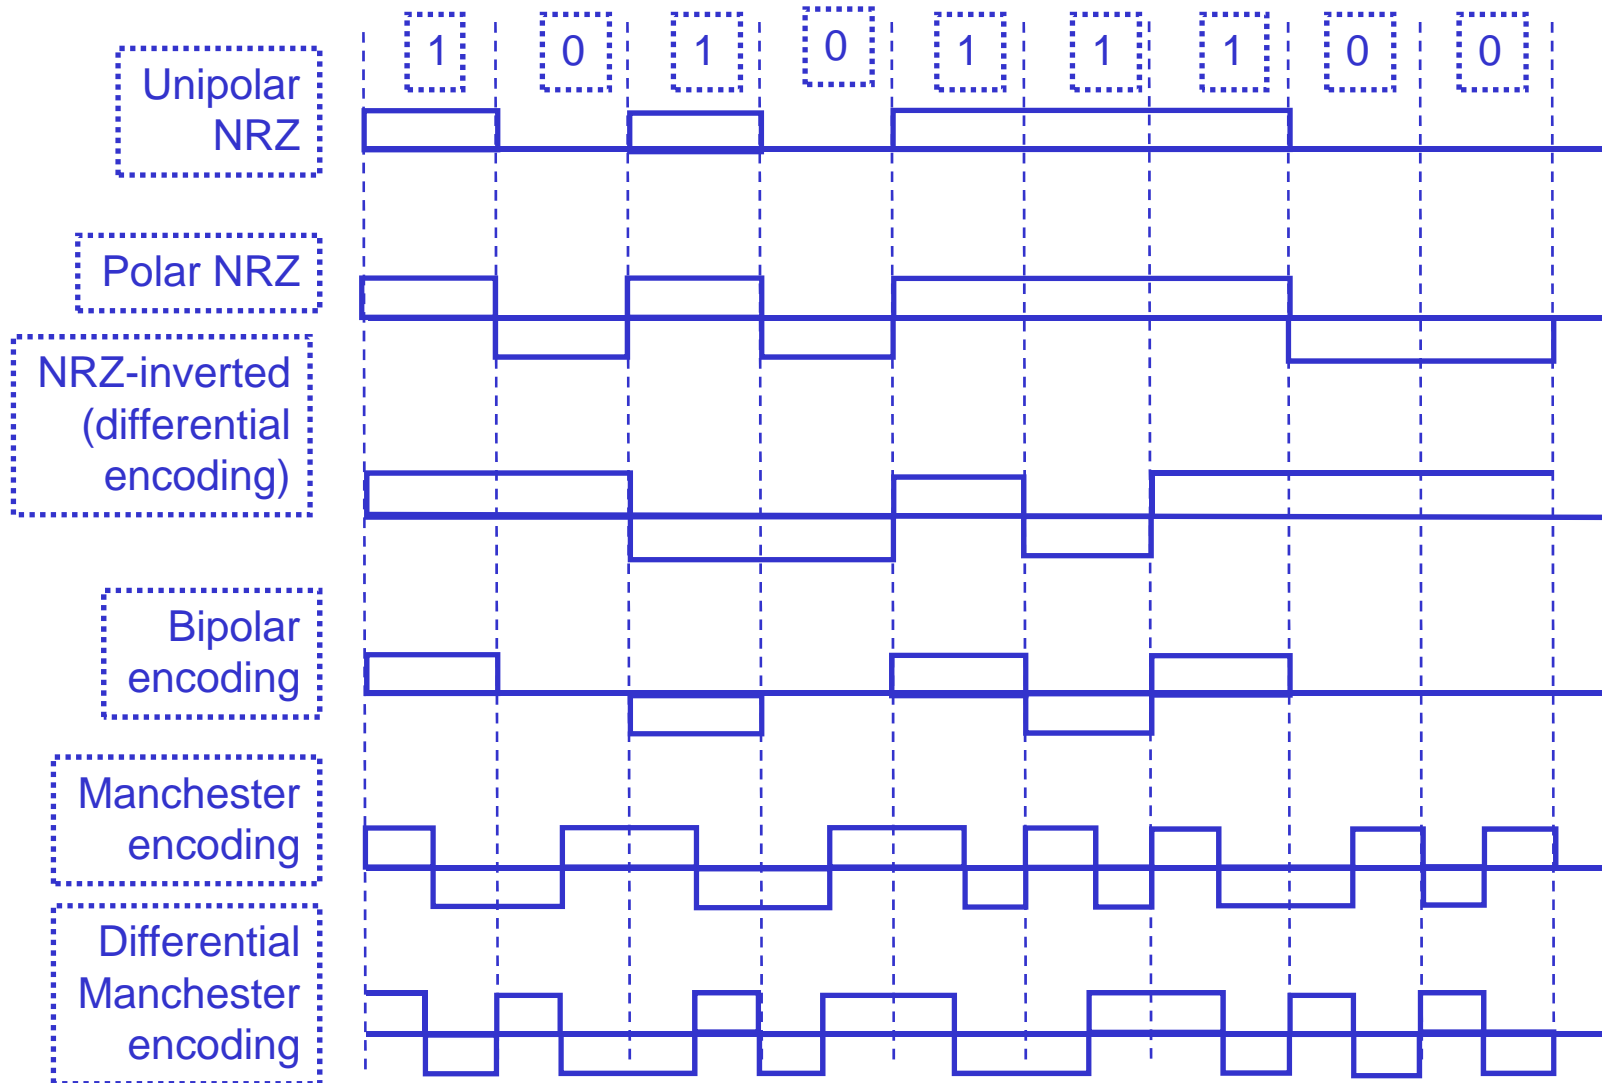 1 0 1 0 1 1 1 0 0
Unipolar
NRZ
Polar NRZ
NRZ-inverted
(differential
encoding)
Bipolar
encoding
Manchester
encoding
Differential
Manchester
encoding